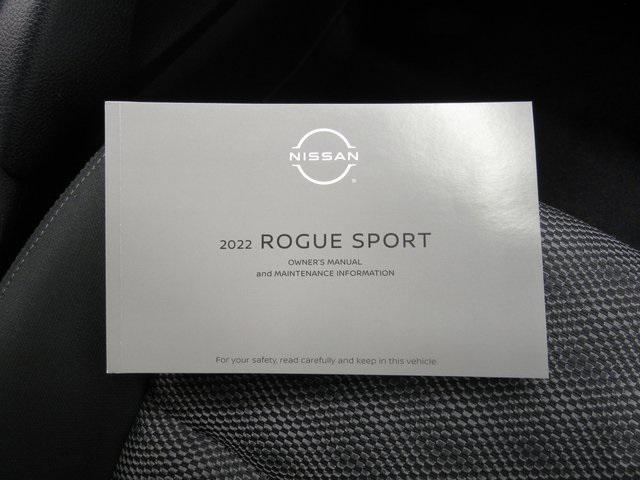 NISSAN
2022 ROGUE SPORT
OWNER'S MANUAL
and MAINTENANCE INFORMATION
For your safety, read carefully and keep in this vehicle.